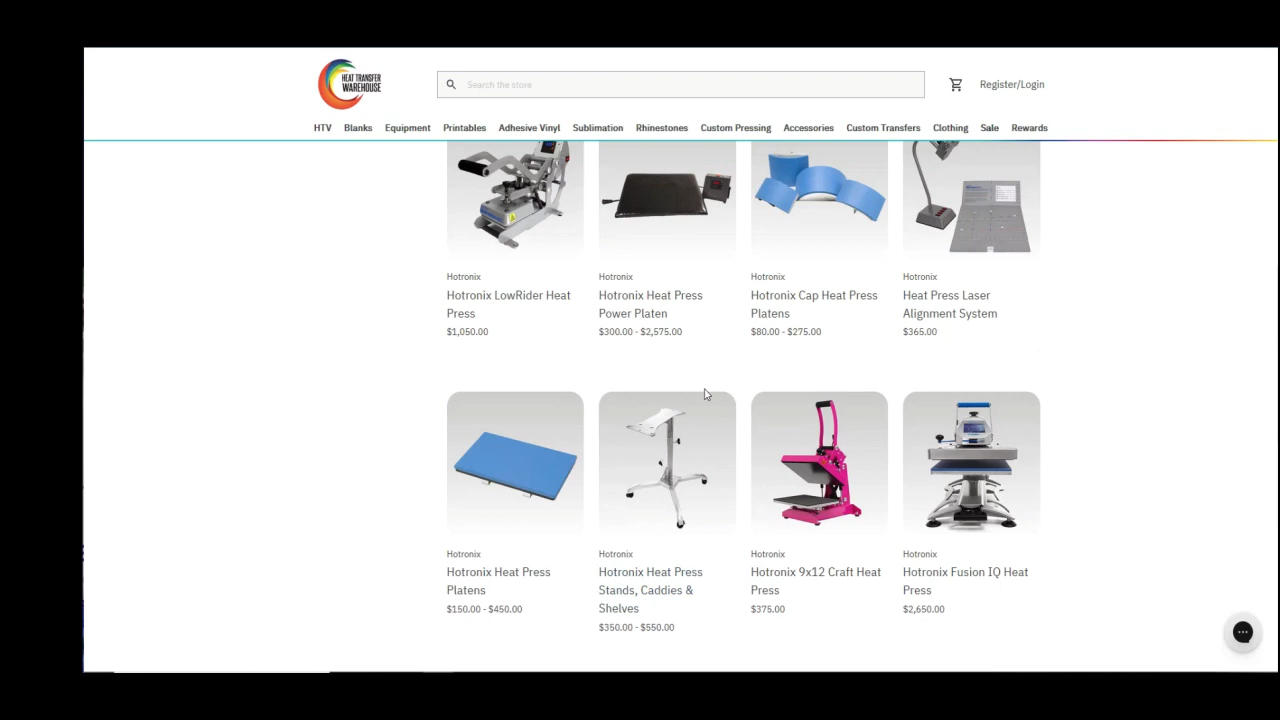 HEAT TRANSFER
WAREHOUSE
Search the store
Register/Login
HTV Blanks Equipment Printables Adhesive Vinyl Sublimation Rhinestones Custom Pressing Accessories Custom Transfers Clothing Sale Rewards
Hotronix
Hotronix LowRider Heat
Press
$1,050.00
Hotronix
Hotronix Heat Press
Power Platen
$300.00 - $2,575.00
Hotronix
Hotronix Cap Heat Press
Platens
$80.00 - $275.00
Hotronix
Heat Press Laser
Alignment System
$365.00
Hotronix
Hotronix Heat Press
Platens
$150.00 - $450.00
Hotronix
Hotronix Heat Press
Stands, Caddies &
Shelves
$350.00 - $550.00
Hotronix
Hotronix 9x12 Craft Heat
Press
$375.00
Hotronix
Hotronix Fusion IQ Heat
Press
$2,650.00